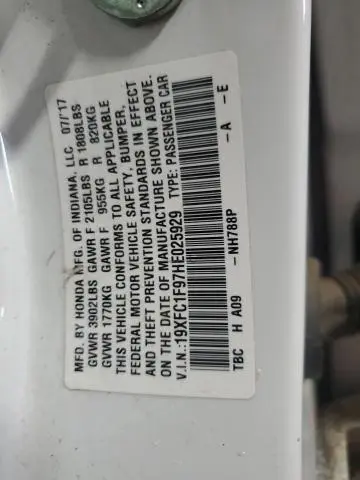 MFD. BY HONDA MFG. OF INDIANA, LLC 07/'17
GVWR 3902LBS GAWR F 2105LBS R 1808LBS
GVWR 1770KG GAWR F 955KG R 820KG
THIS VEHICLE CONFORMS TO ALL APPLICABLE
FEDERAL MOTOR VEHICLE SAFETY, BUMPER,
AND THEFT PREVENTION STANDARDS IN EFFECT
ON THE DATE OF MANUFACTURE SHOWN ABOVE.
V.I.N.:19XFC1F97HE025929 TYPE: PASSENGER CAR
TBC H A09 -NH788P -A -E